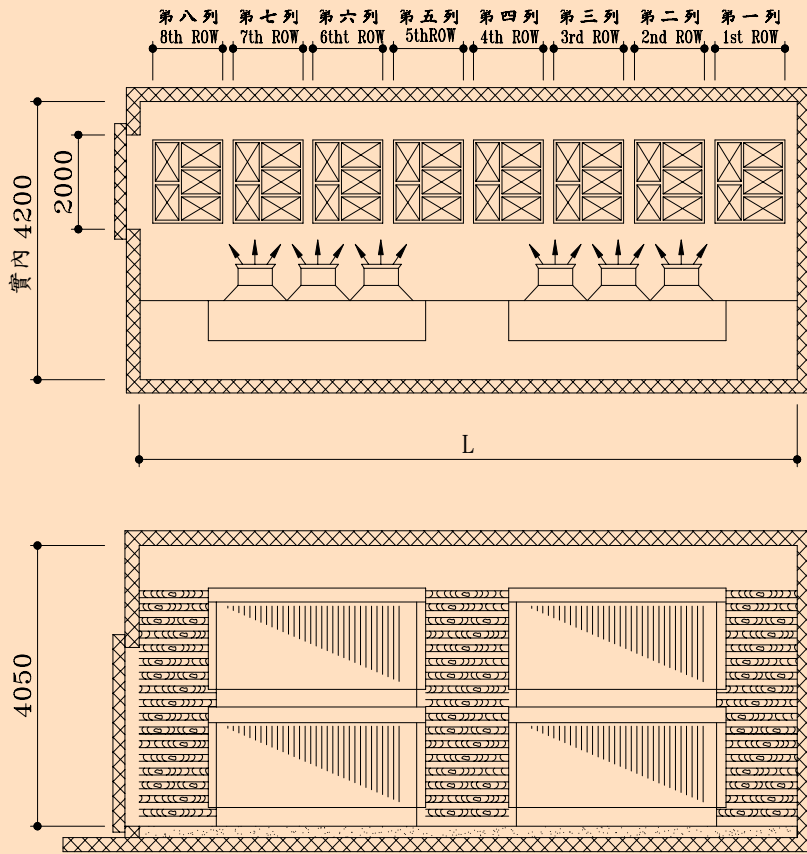 第八列 第七列 第六列 第五列 第四列 第三列 第二列 第一列
8th ROW 7th ROW 6tht ROW 5thROW 4th ROW 3rd ROW 2nd ROW 1st ROW
2000
實內 4200
L
4050